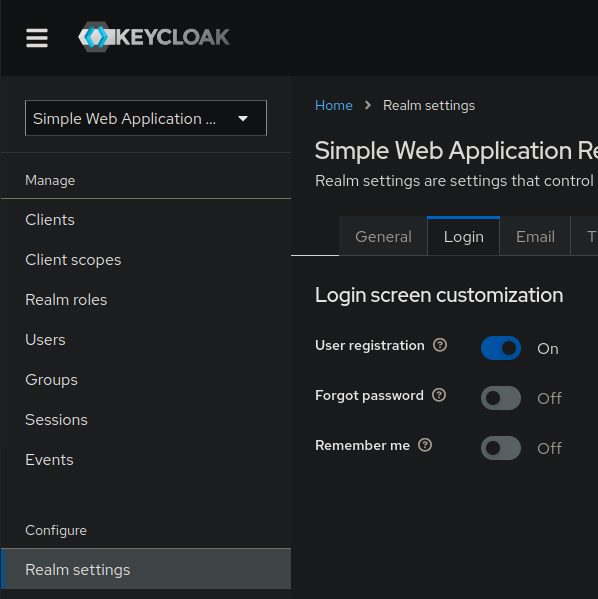 KEYCLOAK
Simple Web Application ...
Manage
Clients
Client scopes
Realm roles
Users
Groups
Sessions
Events
Configure
Realm settings
Home > Realm settings
Simple Web Application Re
Realm settings are settings that control
General Login Email T
Login screen customization
User registration ? On
Forgot password ? Off
Remember me ? Off